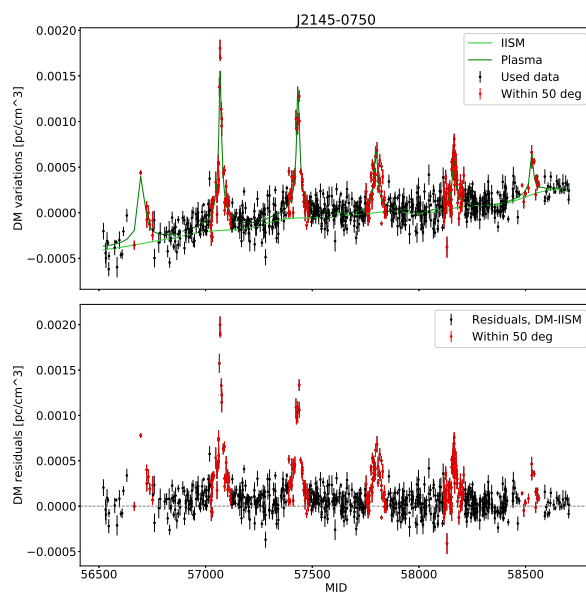 J2145-0750
DM variations [pc/cm^3]
0.0020
0.0015
0.0010
0.0005
0.0000
−0.0005
IISM
Plasma
Used data
Within 50 deg
DM residuals [pc/cm^3]
0.0020
0.0015
0.0010
0.0005
0.0000
−0.0005
Residuals, DM-IISM
Within 50 deg
56500 57000 57500 58000 58500
MJD